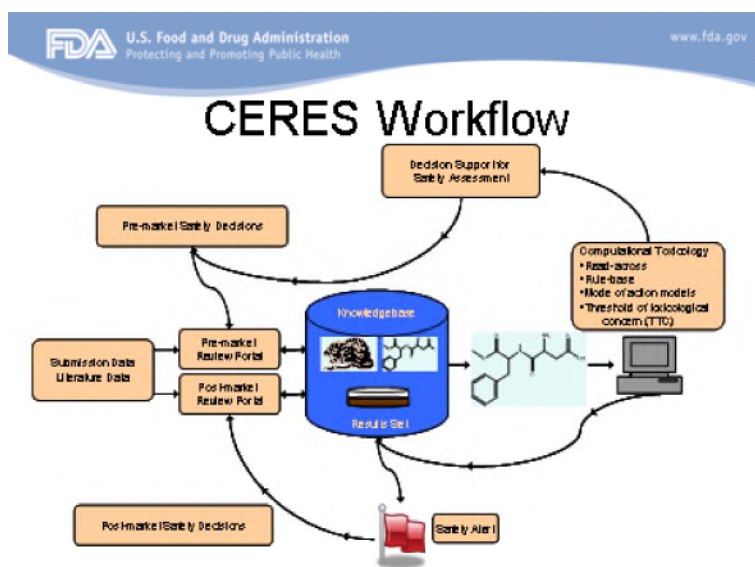 FDA
U.S. Food and Drug Administration
Protecting and Promoting Public Health
www.fda.gov
CERES Workflow
Decision Support for
Safety Assessment
Pre-market Safety Decisions
Computational Toxicology
•Read-across
•Rule-base
•Mode of action models
•Threshold of toxicological
concern (TTC)
Knowledgebase
Pre-market
Review Portal
Submission Data
Literature Data
Post-market
Review Portal
Results Set
Post-market Safety Decisions
Safety Alert